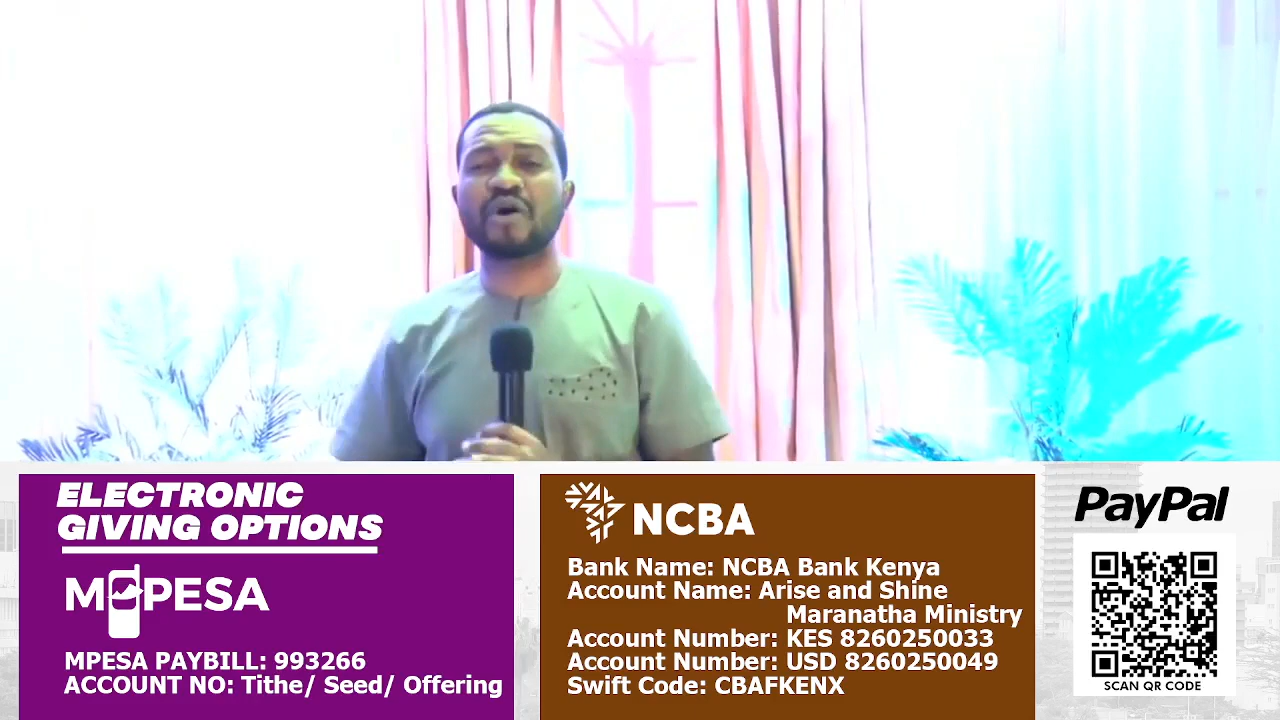 ELECTRONIC
GIVING OPTIONS
M PESA
MPESA PAYBILL: 993266
ACCOUNT NO: Tithe/ Seed/ Offering
NCBA
Bank Name: NCBA Bank Kenya
Account Name: Arise and Shine
Maranatha Ministry
Account Number: KES 8260250033
Account Number: USD 8260250049
Swift Code: CBAFKENX
PayPal
SCAN QR CODE